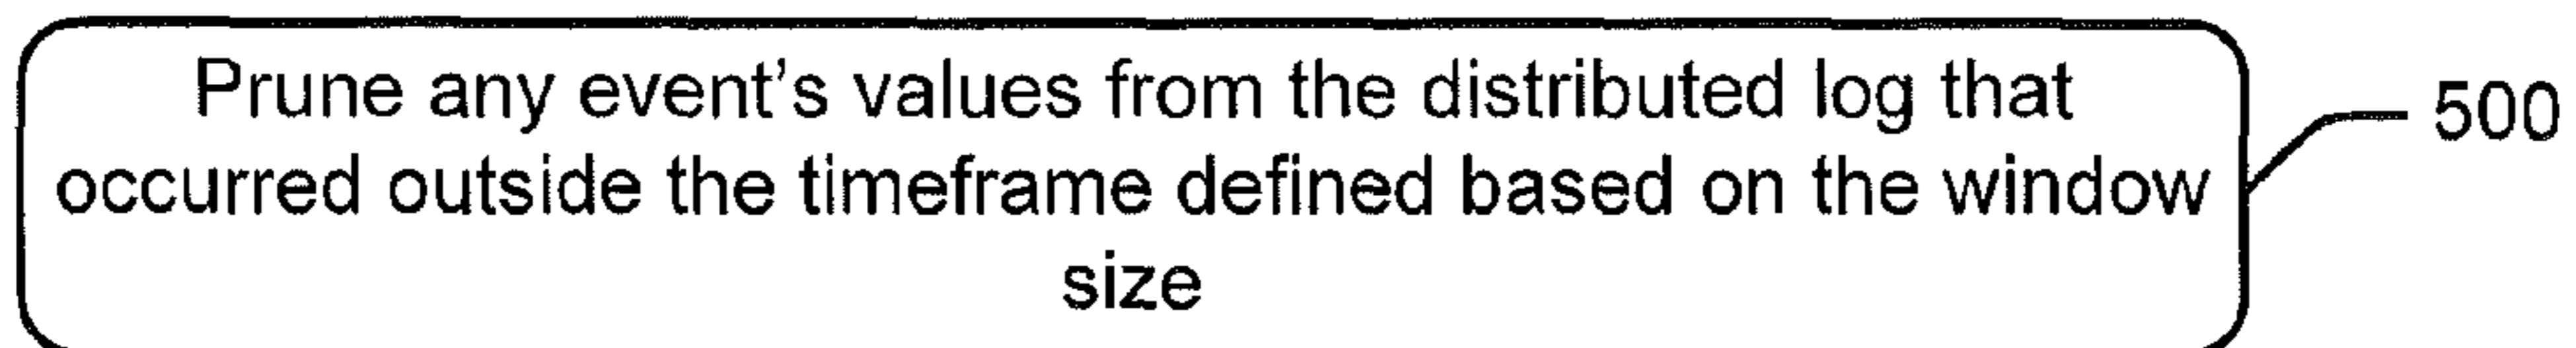 Prune any event's values from the distributed log that
occurred outside the timeframe defined based on the window
size
500